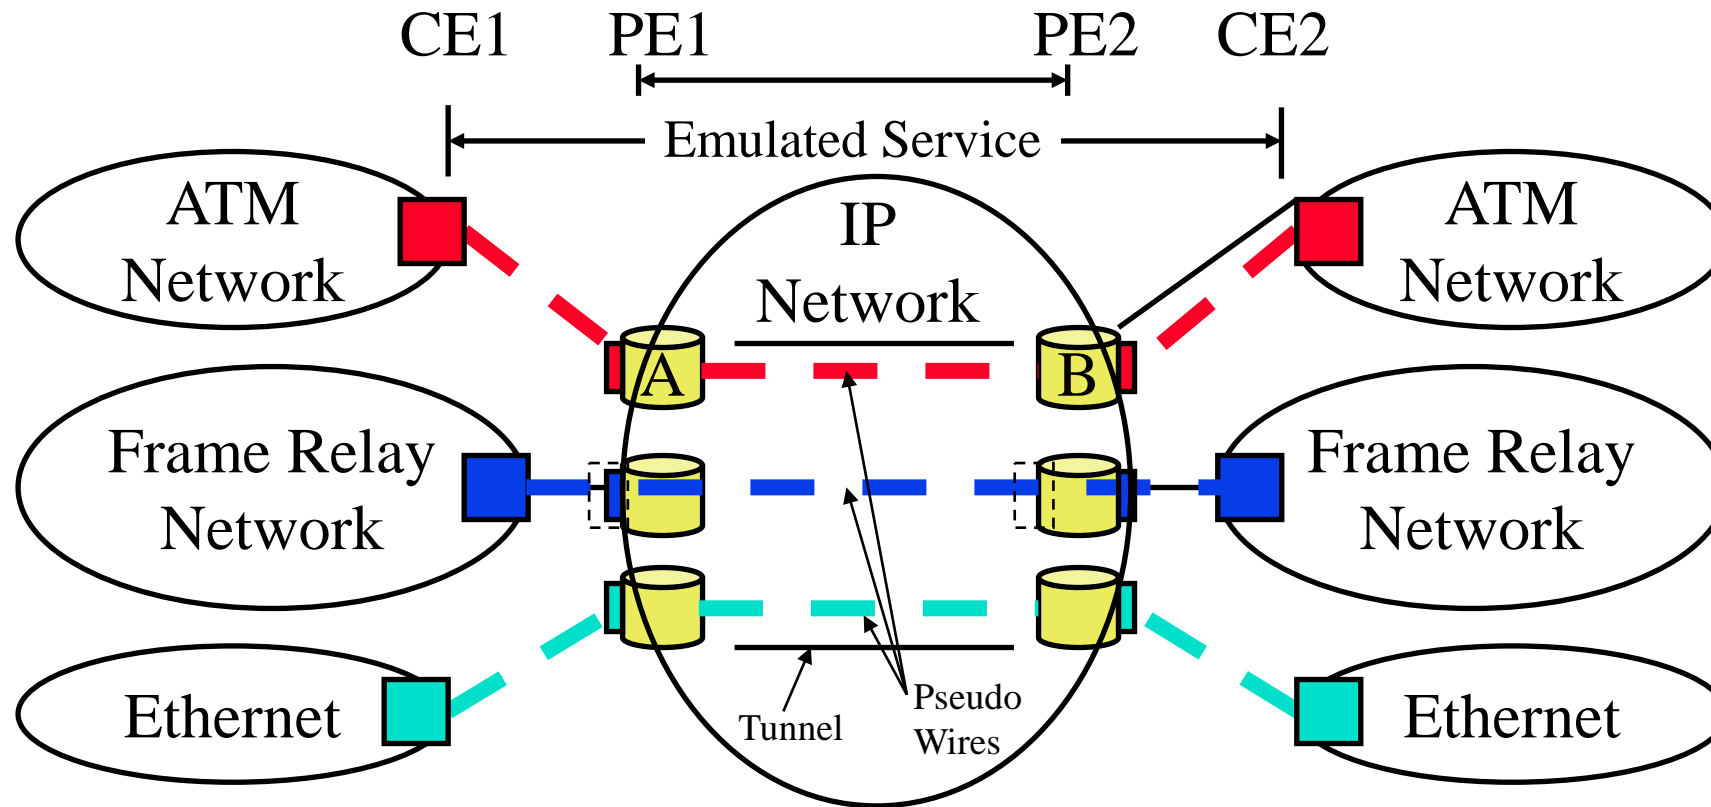 CE1 PE1 PE2 CE2
Emulated Service
ATM
Network
IP
Network
ATM
Network
A
B
Frame Relay
Network
Frame Relay
Network
Ethernet
Tunnel
Pseudo
Wires
Ethernet